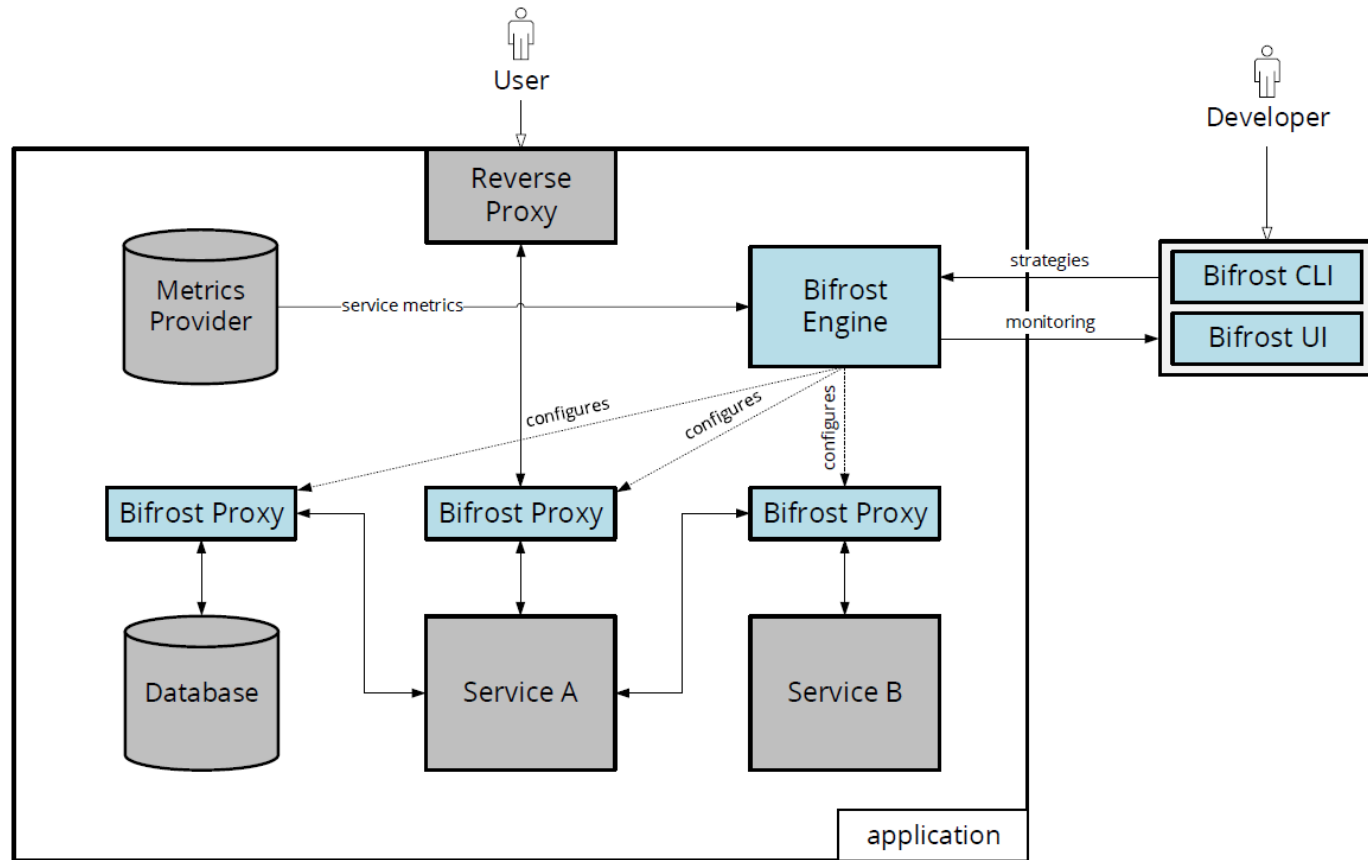 User
Developer
Reverse
Proxy
Metrics
Provider
service metrics
Bifrost
Engine
strategies
monitoring
Bifrost CLI
Bifrost UI
configures
configures
configures
Bifrost Proxy
Bifrost Proxy
Bifrost Proxy
Database
Service A
Service B
application